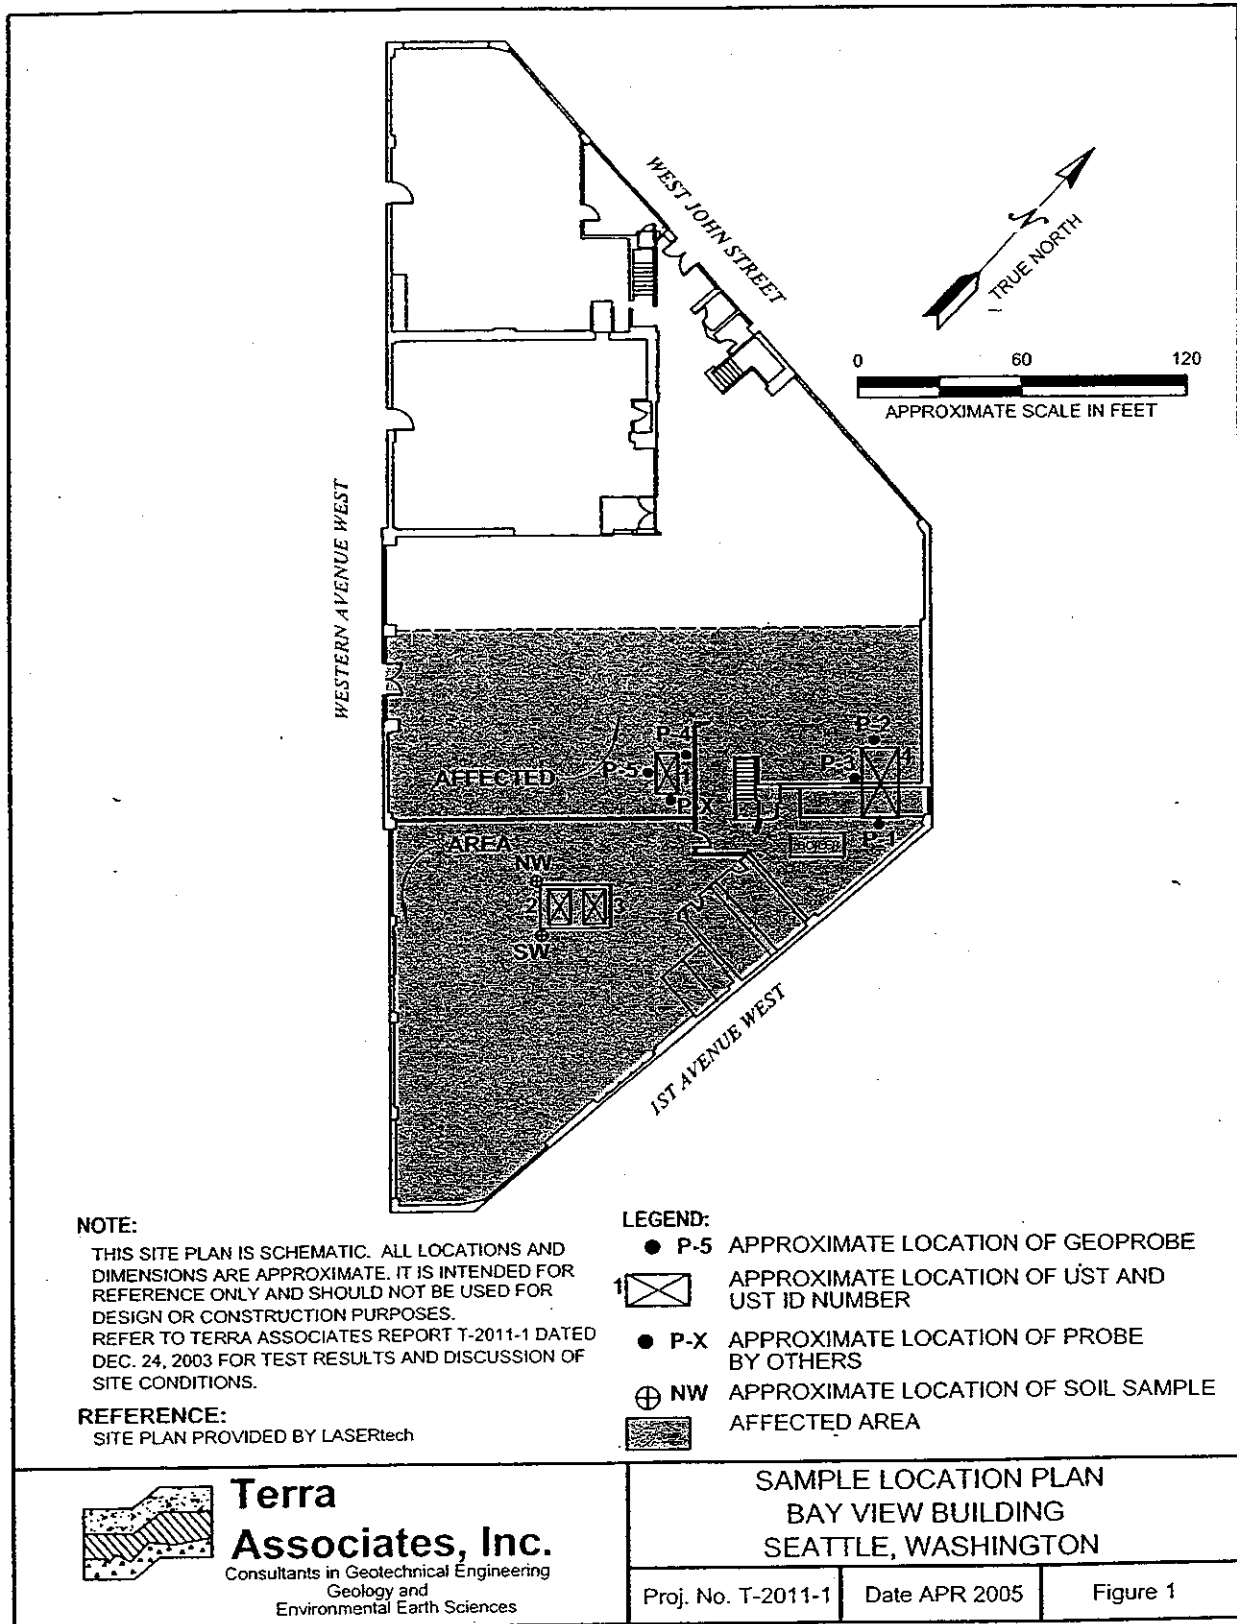 WEST JOHN STREET
N
TRUE NORTH
0 60 120
APPROXIMATE SCALE IN FEET
WESTERN AVENUE WEST
P-2
P-4
1
P-3
P-5
1
AFFECTED
P-X
P-1
AREA
BOILER
NW
2 3
SW
1ST AVENUE WEST
NOTE:
THIS SITE PLAN IS SCHEMATIC. ALL LOCATIONS AND
DIMENSIONS ARE APPROXIMATE. IT IS INTENDED FOR
REFERENCE ONLY AND SHOULD NOT BE USED FOR
DESIGN OR CONSTRUCTION PURPOSES.
REFER TO TERRA ASSOCIATES REPORT T-2011-1 DATED
DEC. 24, 2003 FOR TEST RESULTS AND DISCUSSION OF
SITE CONDITIONS.
REFERENCE:
SITE PLAN PROVIDED BY LASERtech
LEGEND:
P-5 APPROXIMATE LOCATION OF GEOPROBE
1 APPROXIMATE LOCATION OF UST AND
UST ID NUMBER
P-X APPROXIMATE LOCATION OF PROBE
BY OTHERS
NW APPROXIMATE LOCATION OF SOIL SAMPLE
AFFECTED AREA
Terra
Associates, Inc.
Consultants in Geotechnical Engineering
Geology and
Environmental Earth Sciences
SAMPLE LOCATION PLAN
BAY VIEW BUILDING
SEATTLE, WASHINGTON
Proj. No. T-2011-1 Date APR 2005 Figure 1